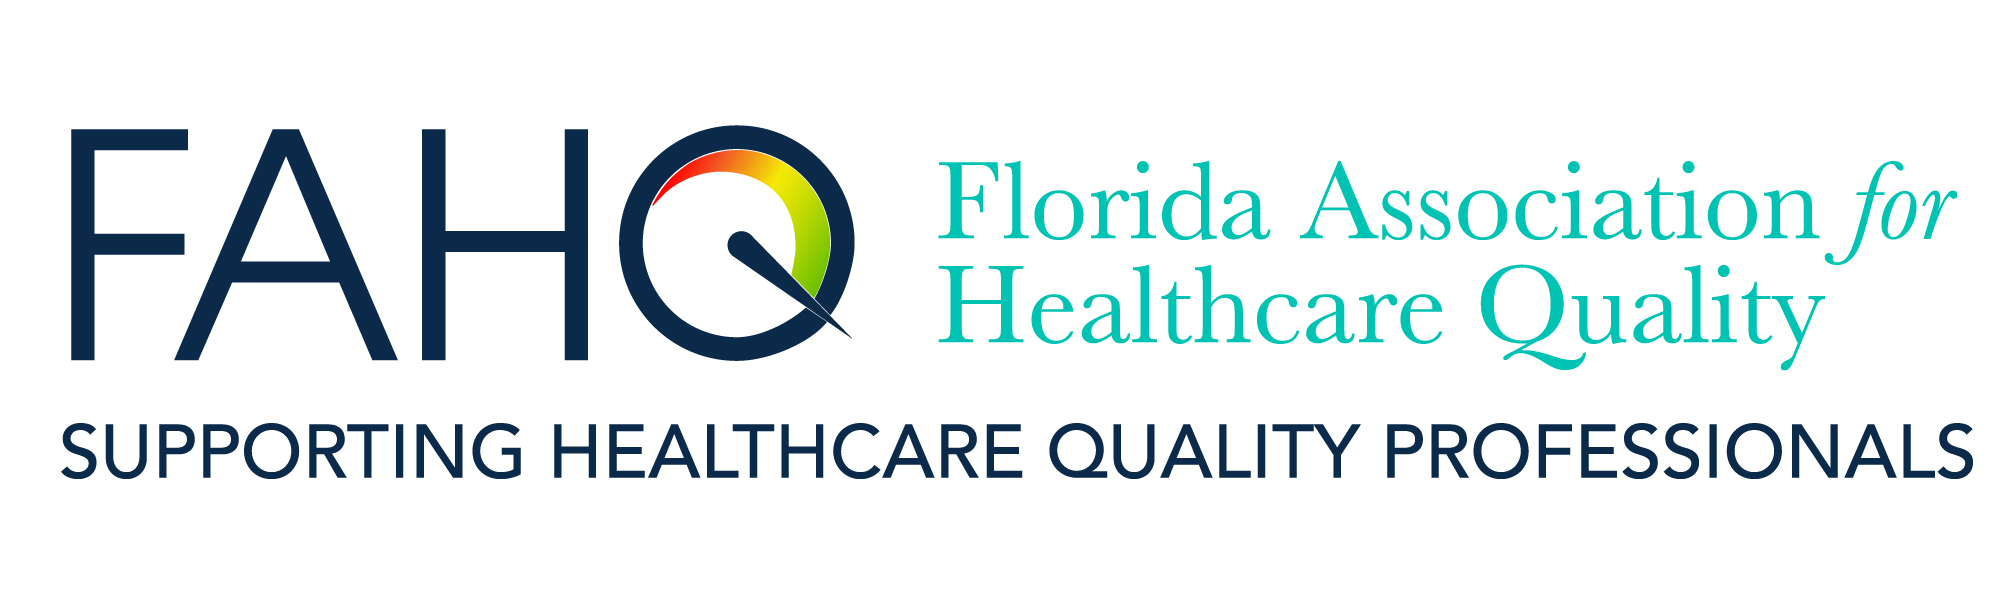 FAHQ
Florida Association for
Healthcare Quality
SUPPORTING HEALTHCARE QUALITY PROFESSIONALS